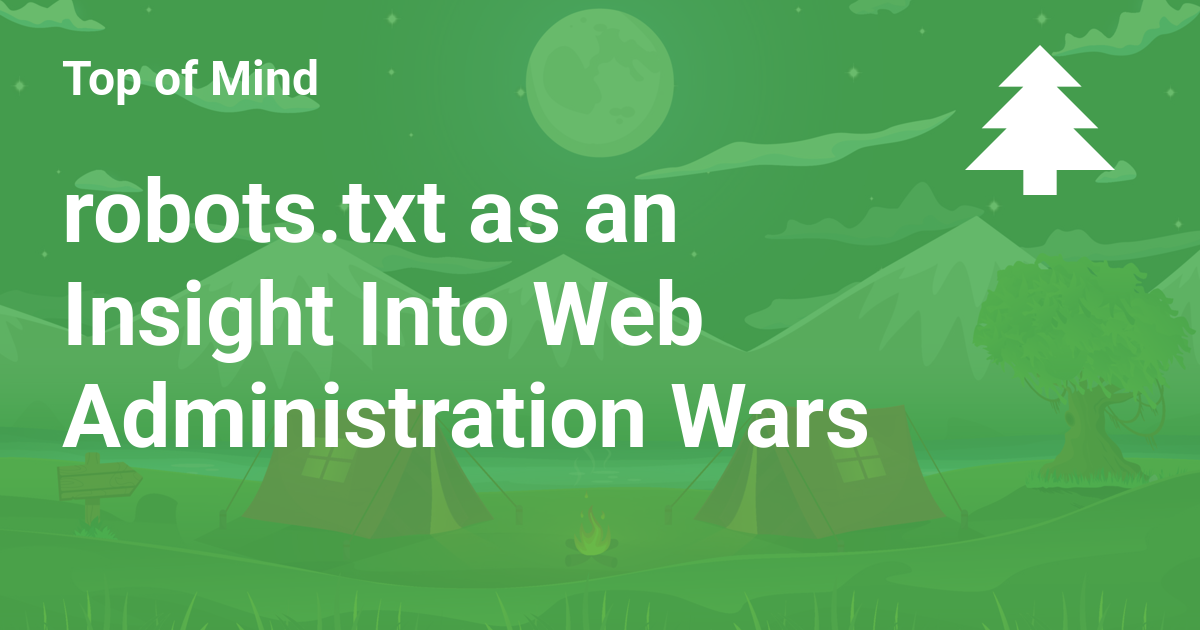 Top of Mind
robots.txt as an
Insight Into Web
Administration Wars